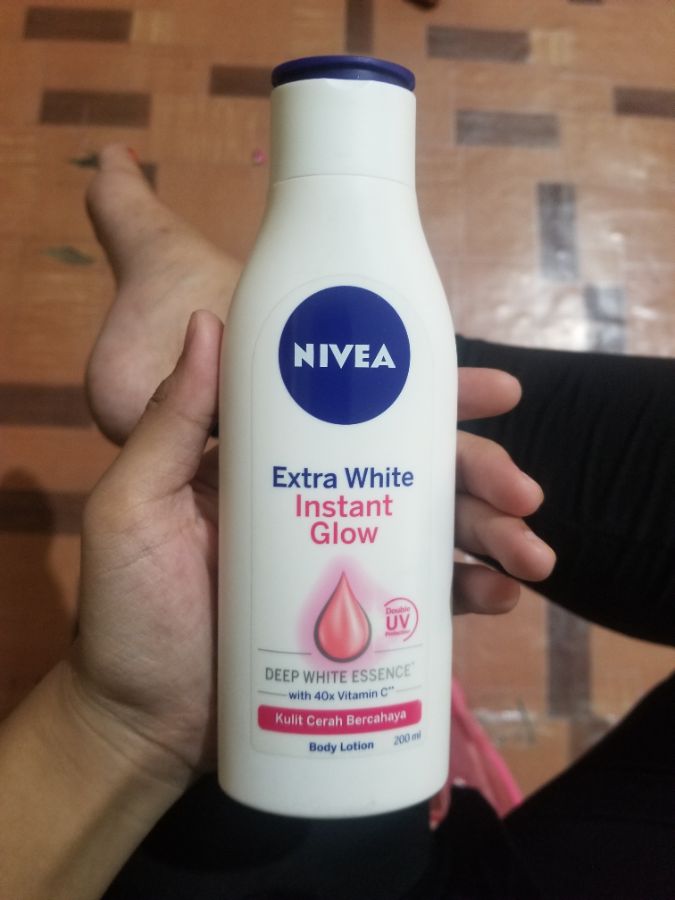 NIVEA
Extra White
Instant
Glow
Double
UV
Protection
DEEP WHITE ESSENCE*
with 40x Vitamin C**
Kulit Cerah Bercahaya
Body Lotion
200 ml